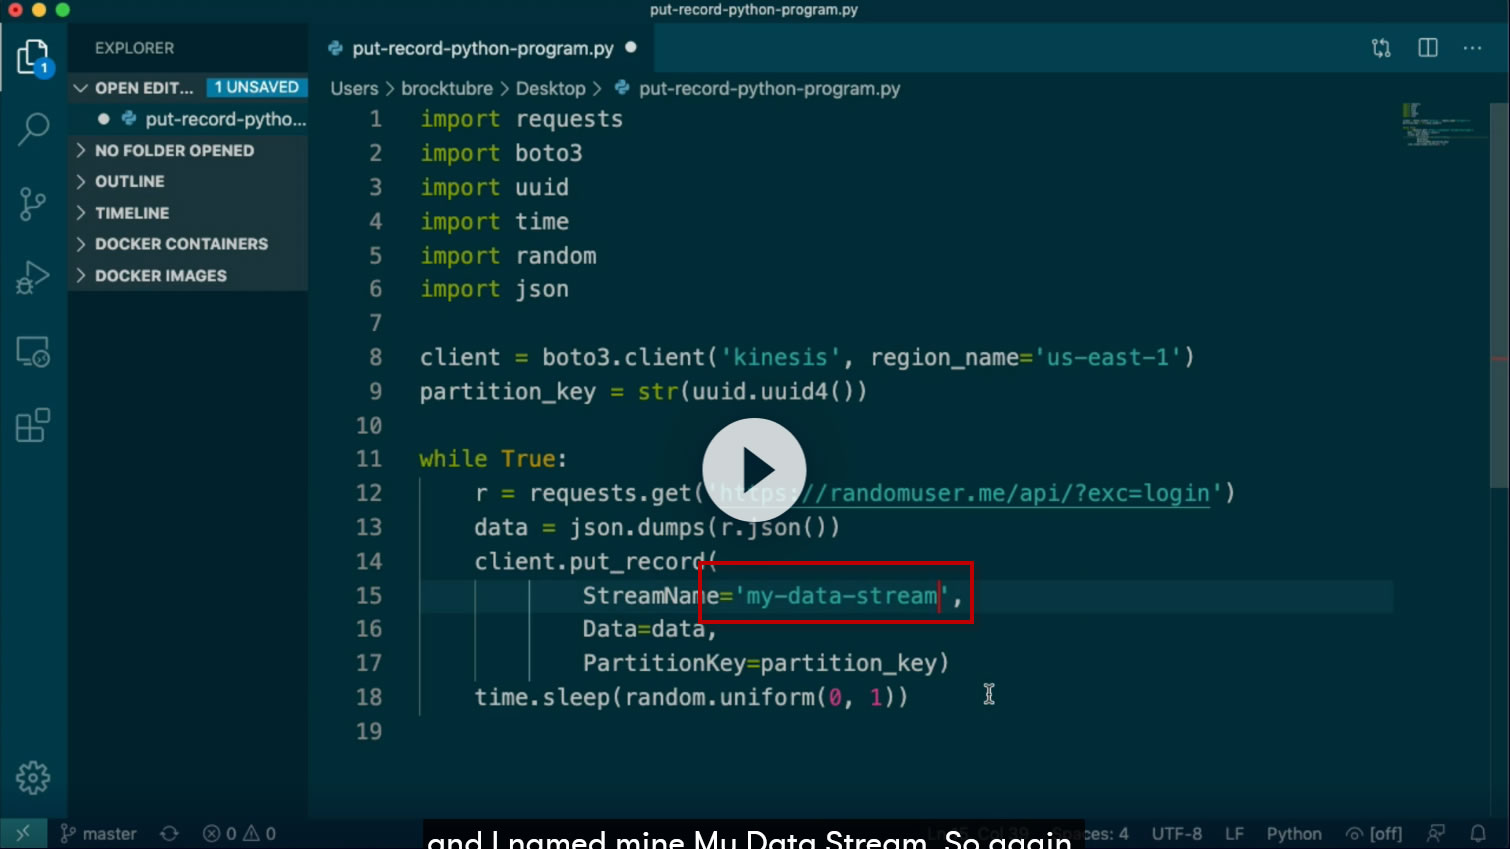 put-record-python-program.py
EXPLORER
put-record-python-program.py
1
OPEN EDIT...
1 UNSAVED
Users > brocktubre > Desktop > put-record-python-program.py
put-record-pytho...
NO FOLDER OPENED
OUTLINE
TIMELINE
DOCKER CONTAINERS
DOCKER IMAGES
1 import requests
2 import boto3
3 import uuid
4 import time
5 import random
6 import json
7
8 client = boto3.client('kinesis', region_name='us-east-1')
9 partition_key = str(uuid.uuid4())
10
11 while True:
12 r = requests.get('https://randomuser.me/api/?exc=login')
13 data = json.dumps(r.json())
14 client.put_record(
15 StreamName='my-data-stream',
16 Data=data,
17 PartitionKey=partition_key)
18 time.sleep(random.uniform(0, 1))
19
and I named mine My Data Stream. So again,
master 0 0 Spaces: 4 UTF-8 LF Python [off]